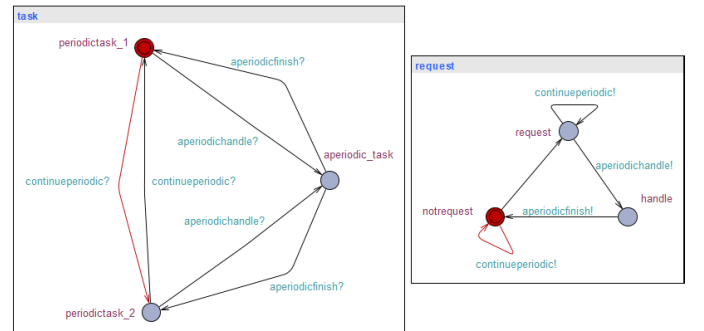 task
periodictask_1
aperiodicfinish?
aperiodichandle?
aperiodic_task
continueperiodic?
continueperiodic?
aperiodichandle?
aperiodicfinish?
periodictask_2
request
continueperiodic!
request
aperiodichandle!
handle
notrequest
aperiodicfinish!
continueperiodic!